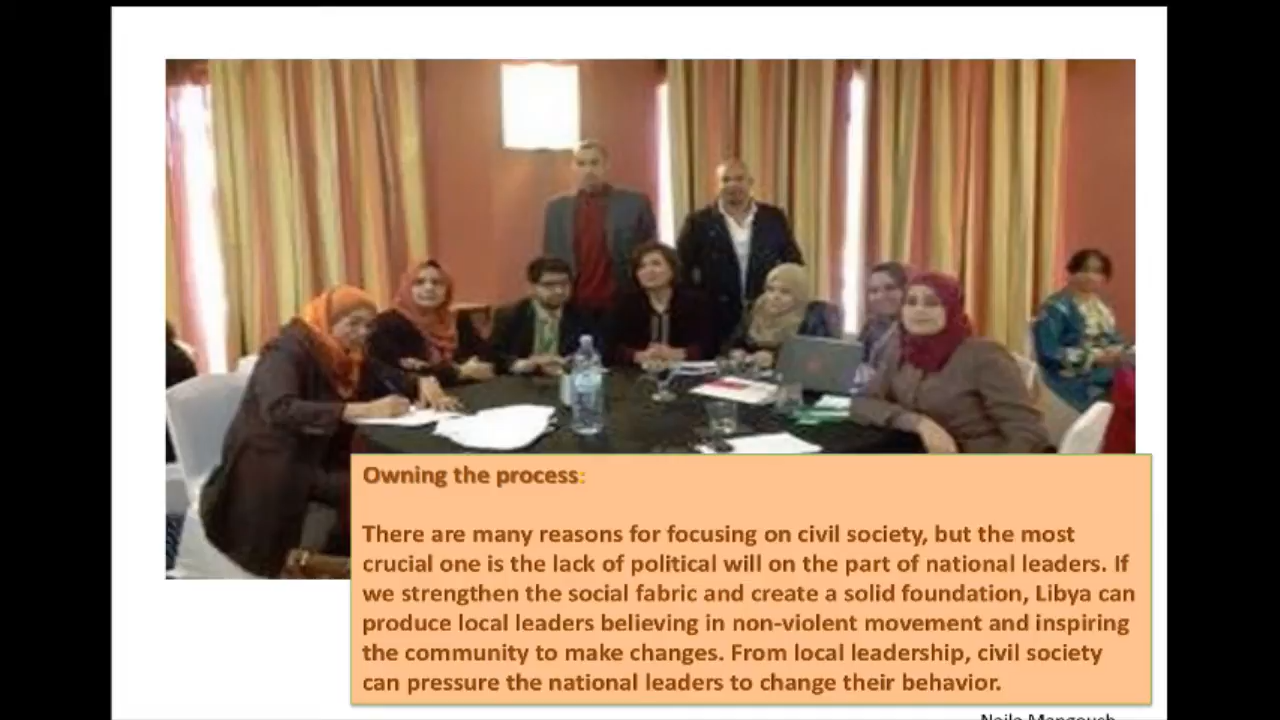 Owning the process:
There are many reasons for focusing on civil society, but the most
crucial one is the lack of political will on the part of national leaders. If
we strengthen the social fabric and create a solid foundation, Libya can
produce local leaders believing in non-violent movement and inspiring
the community to make changes. From local leadership, civil society
can pressure the national leaders to change their behavior.